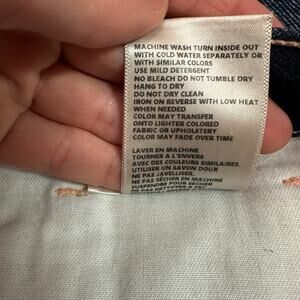 MACHINE WASH TURN INSIDE OUT
WITH COLD WATER SEPARATELY OR
WITH SIMILAR COLORS
USE MILD DETERGENT
NO BLEACH DO NOT TUMBLE DRY
HANG TO DRY
DO NOT DRY CLEAN
IRON ON REVERSE WITH LOW HEAT
WHEN NEEDED
COLOR MAY TRANSFER
ONTO LIGHTER COLORED
FABRIC OR UPHOLSTERY
COLOR MAY FADE OVER TIME
LAVER EN MACHINE
TOURNER A L'ENVERS
AVEC DES COULEURS SIMILAIRES.
UTILISER UN SAVON DOUX
NE PAS JAVELLISER.
NE PAS SÉCHER EN MACHINE
SUSPENDRE POUR SÉCHER
NE PAS NETTOYER A